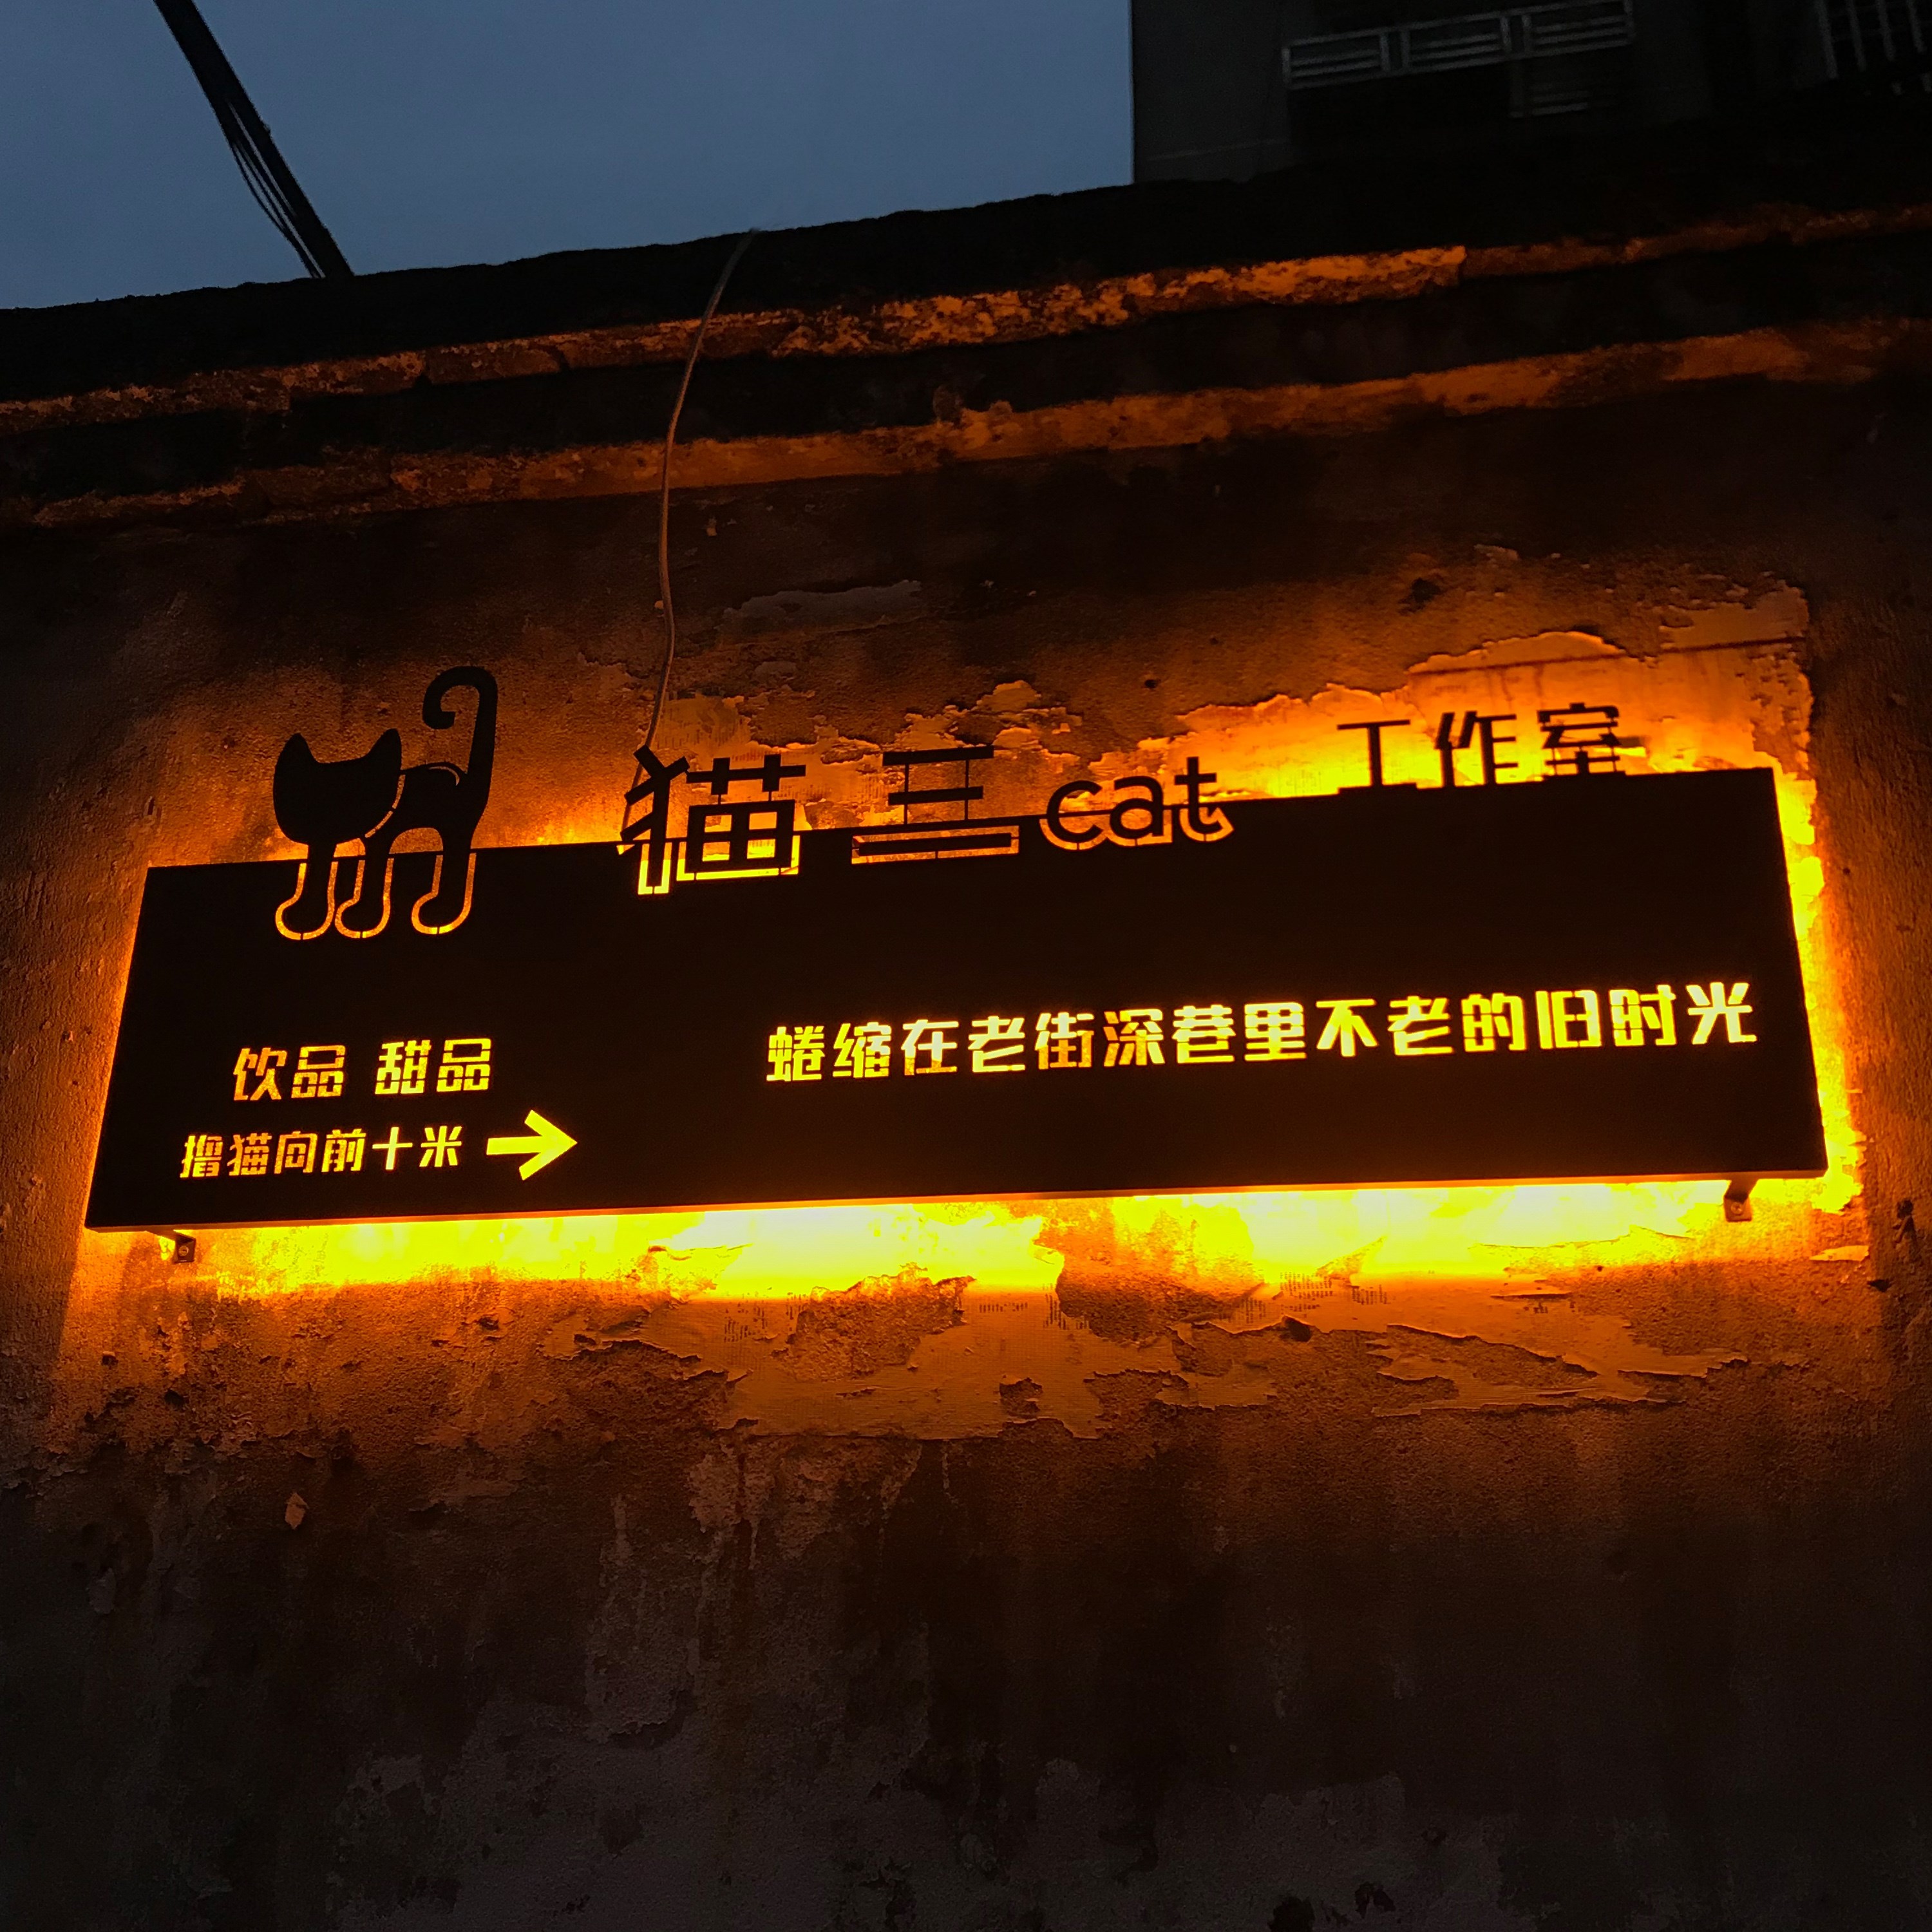 猫三cat 工作室
蜷缩在老街深巷里不老的旧时光
饮品 甜品
撸猫向前十米 →